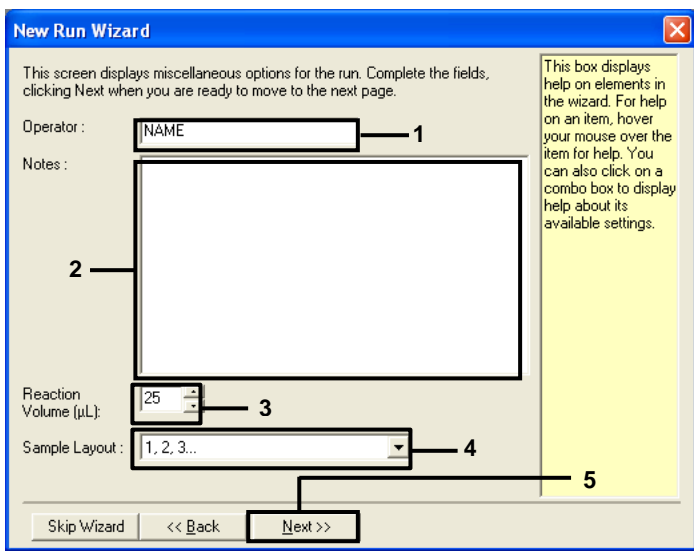 New Run Wizard
This screen displays miscellaneous options for the run. Complete the fields,
clicking Next when you are ready to move to the next page.
Operator :
NAME
1
Notes :
2
Reaction
Volume (µL):
25
3
Sample Layout :
1, 2, 3...
4
5
Skip Wizard
<< Back
Next >>
This box displays
help on elements in
the wizard. For help
on an item, hover
your mouse over the
item for help. You
can also click on a
combo box to display
help about its
available settings.